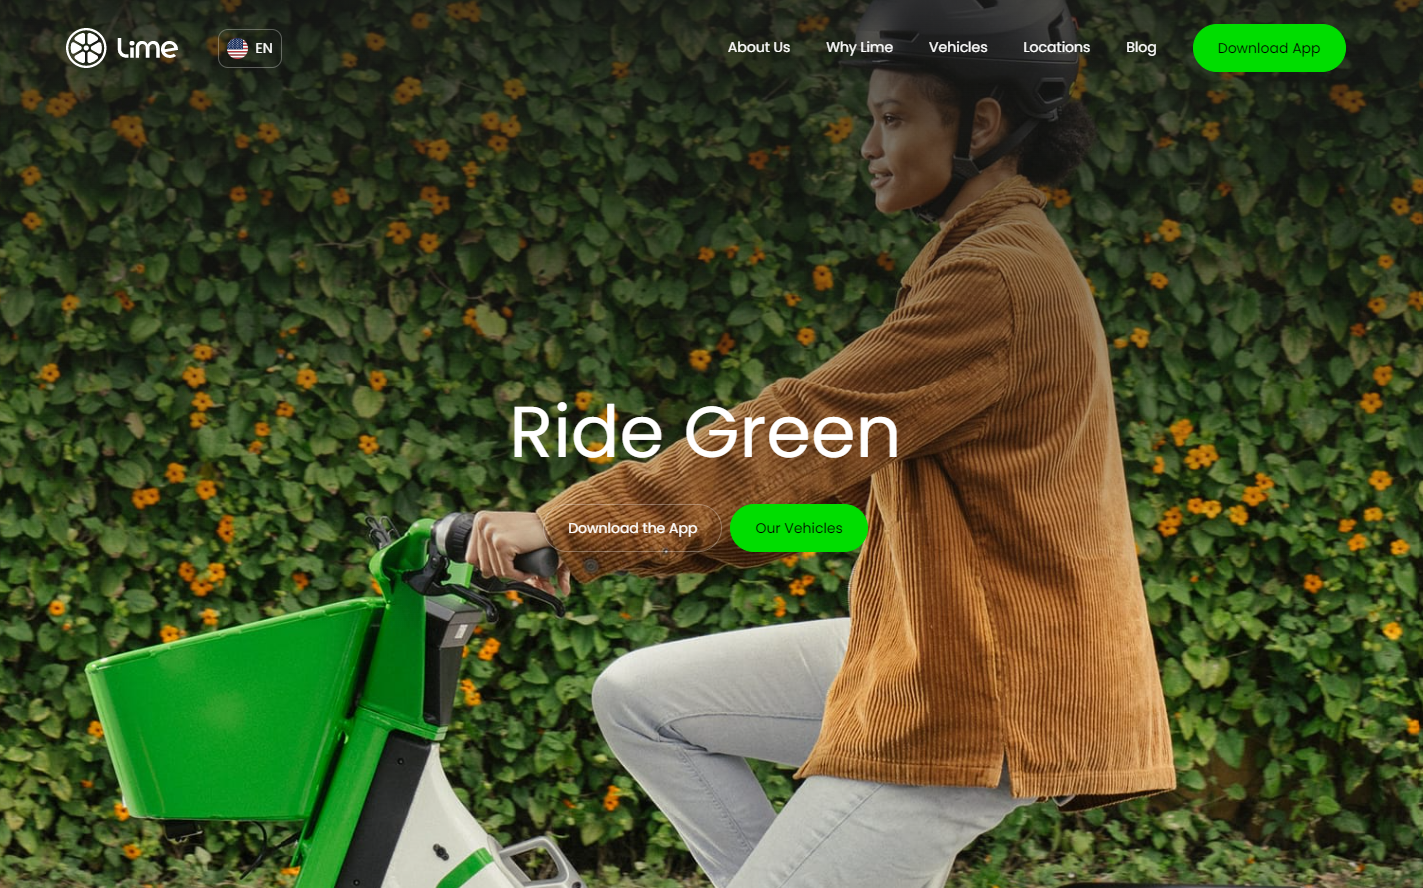 Lime
EN
About Us
Why Lime
Vehicles
Locations
Blog
Download App
Ride Green
Download the App
Our Vehicles